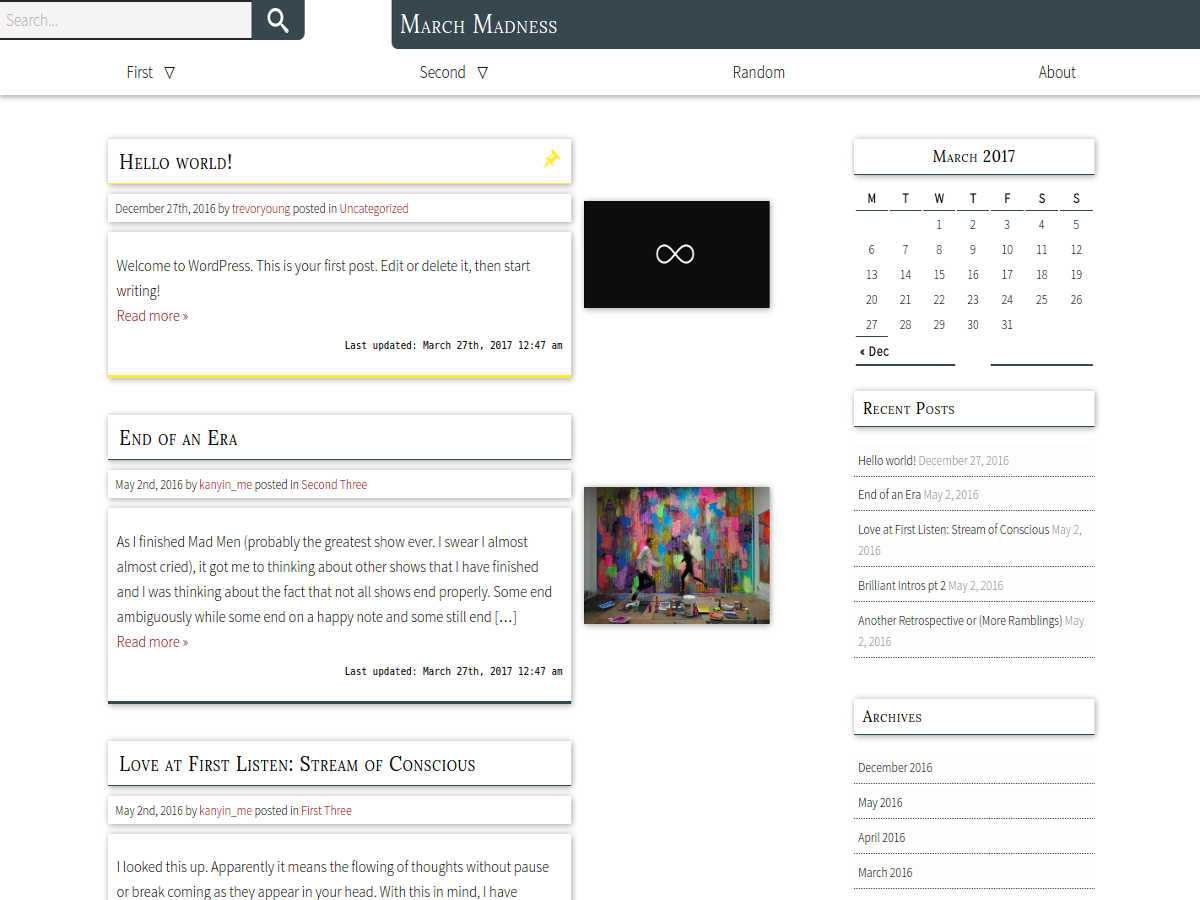 Search...
March Madness
First ▽
Second ▽
Random
About
Hello world!
December 27th, 2016 by trevoryoung posted in Uncategorized
Welcome to WordPress. This is your first post. Edit or delete it, then start
writing!
Read more »
Last updated: March 27th, 2017 12:47 am
End of an Era
May 2nd, 2016 by kanyin_me posted in Second Three
As I finished Mad Men (probably the greatest show ever. I swear I almost
almost cried), it got me to thinking about other shows that I have finished
and I was thinking about the fact that not all shows end properly. Some end
ambiguously while some end on a happy note and some still end […]
Read more »
Last updated: March 27th, 2017 12:47 am
Love at First Listen: Stream of Conscious
May 2nd, 2016 by kanyin_me posted in First Three
I looked this up. Apparently it means the flowing of thoughts without pause
or break coming as they appear in your head. With this in mind, I have
March 2017
M T W T F S S
1 2 3 4 5
6 7 8 9 10 11 12
13 14 15 16 17 18 19
20 21 22 23 24 25 26
27 28 29 30 31
« Dec
Recent Posts
Hello world! December 27, 2016
End of an Era May 2, 2016
Love at First Listen: Stream of Conscious May 2,
2016
Brilliant Intros pt 2 May 2, 2016
Another Retrospective or (More Ramblings) May
2, 2016
Archives
December 2016
May 2016
April 2016
March 2016